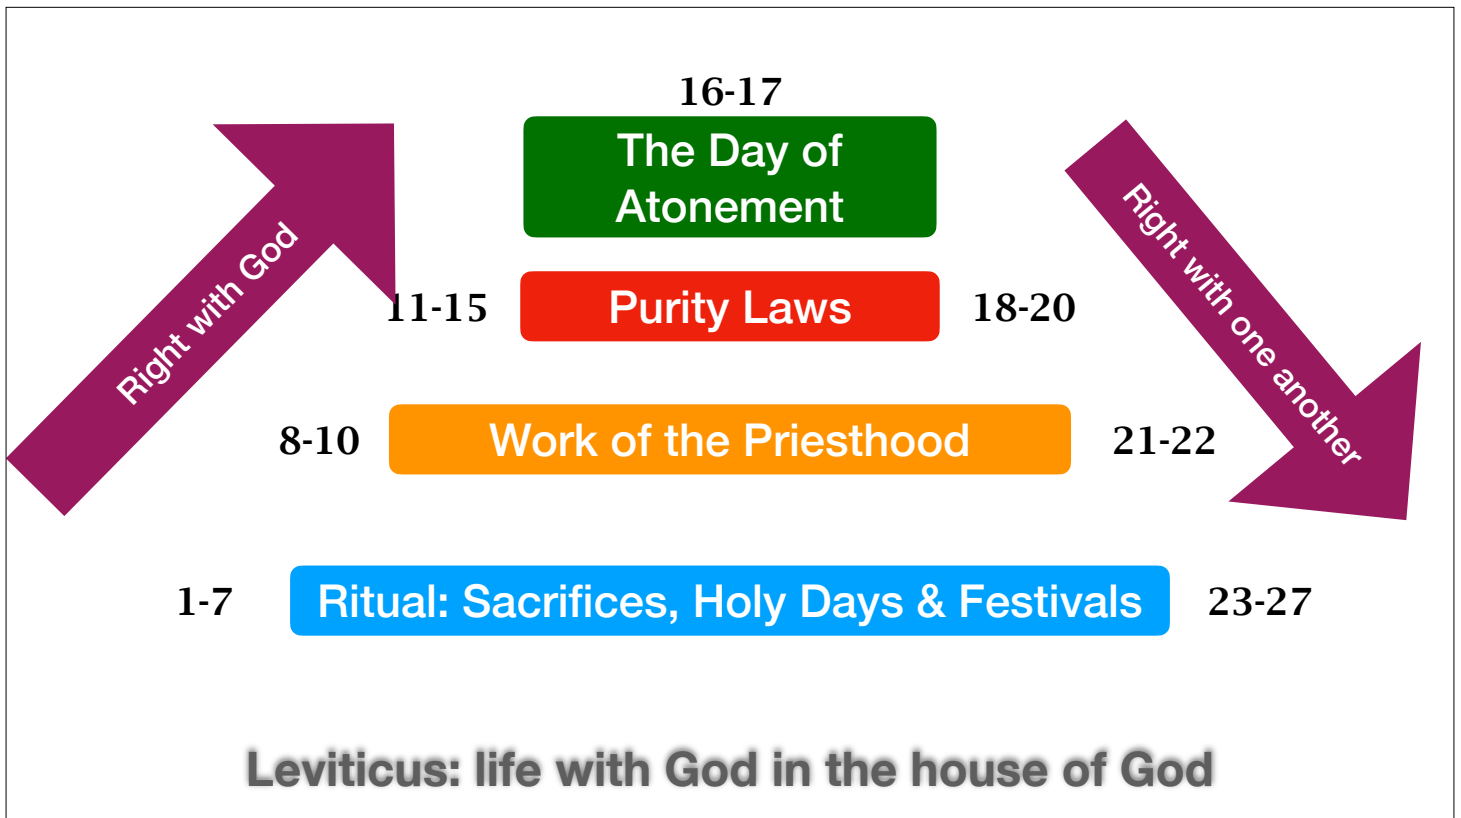 16-17
The Day of
Atonement
Right with God
Right with one another
11-15 Purity Laws 18-20
8-10 Work of the Priesthood 21-22
1-7 Ritual: Sacrifices, Holy Days & Festivals 23-27
Leviticus: life with God in the house of God